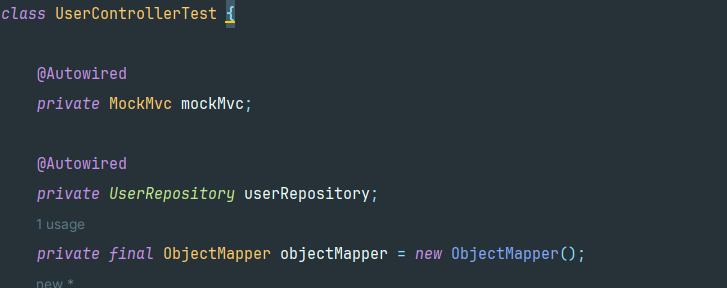 class UserControllerTest {
@Autowired
private MockMvc mockMvc;
@Autowired
private UserRepository userRepository;
1 usage
private final ObjectMapper objectMapper = new ObjectMapper();
new *